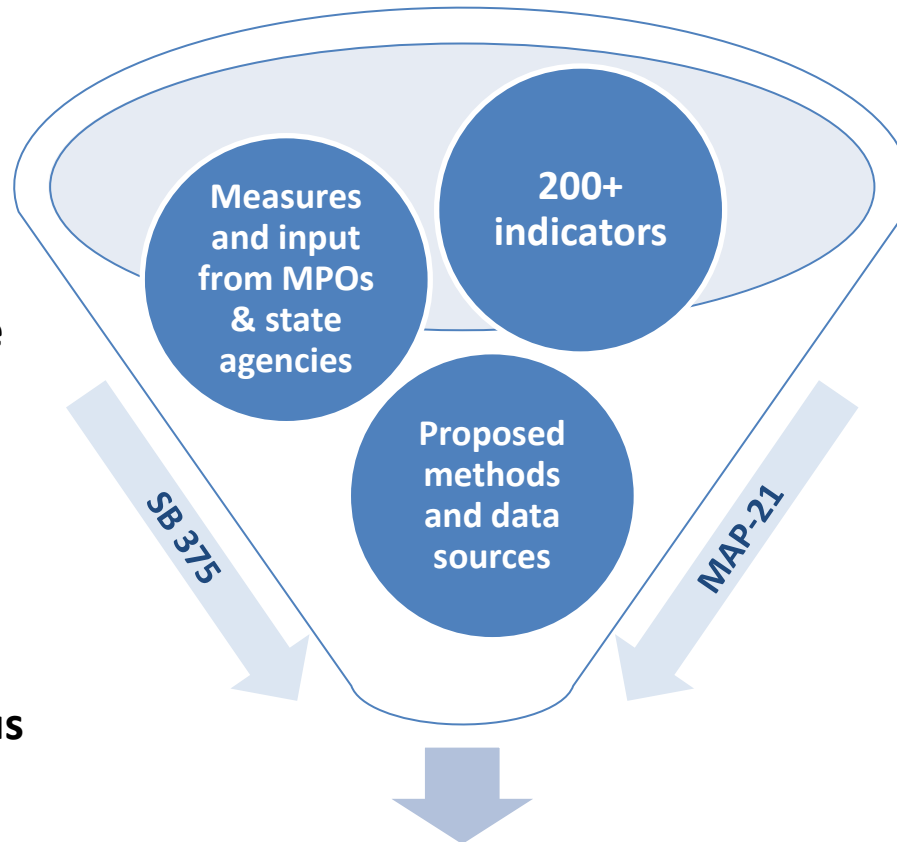 200+
indicators
Measures
and input
from MPOs
& state
agencies
Proposed
methods
and data
sources
SB 375
MAP-21